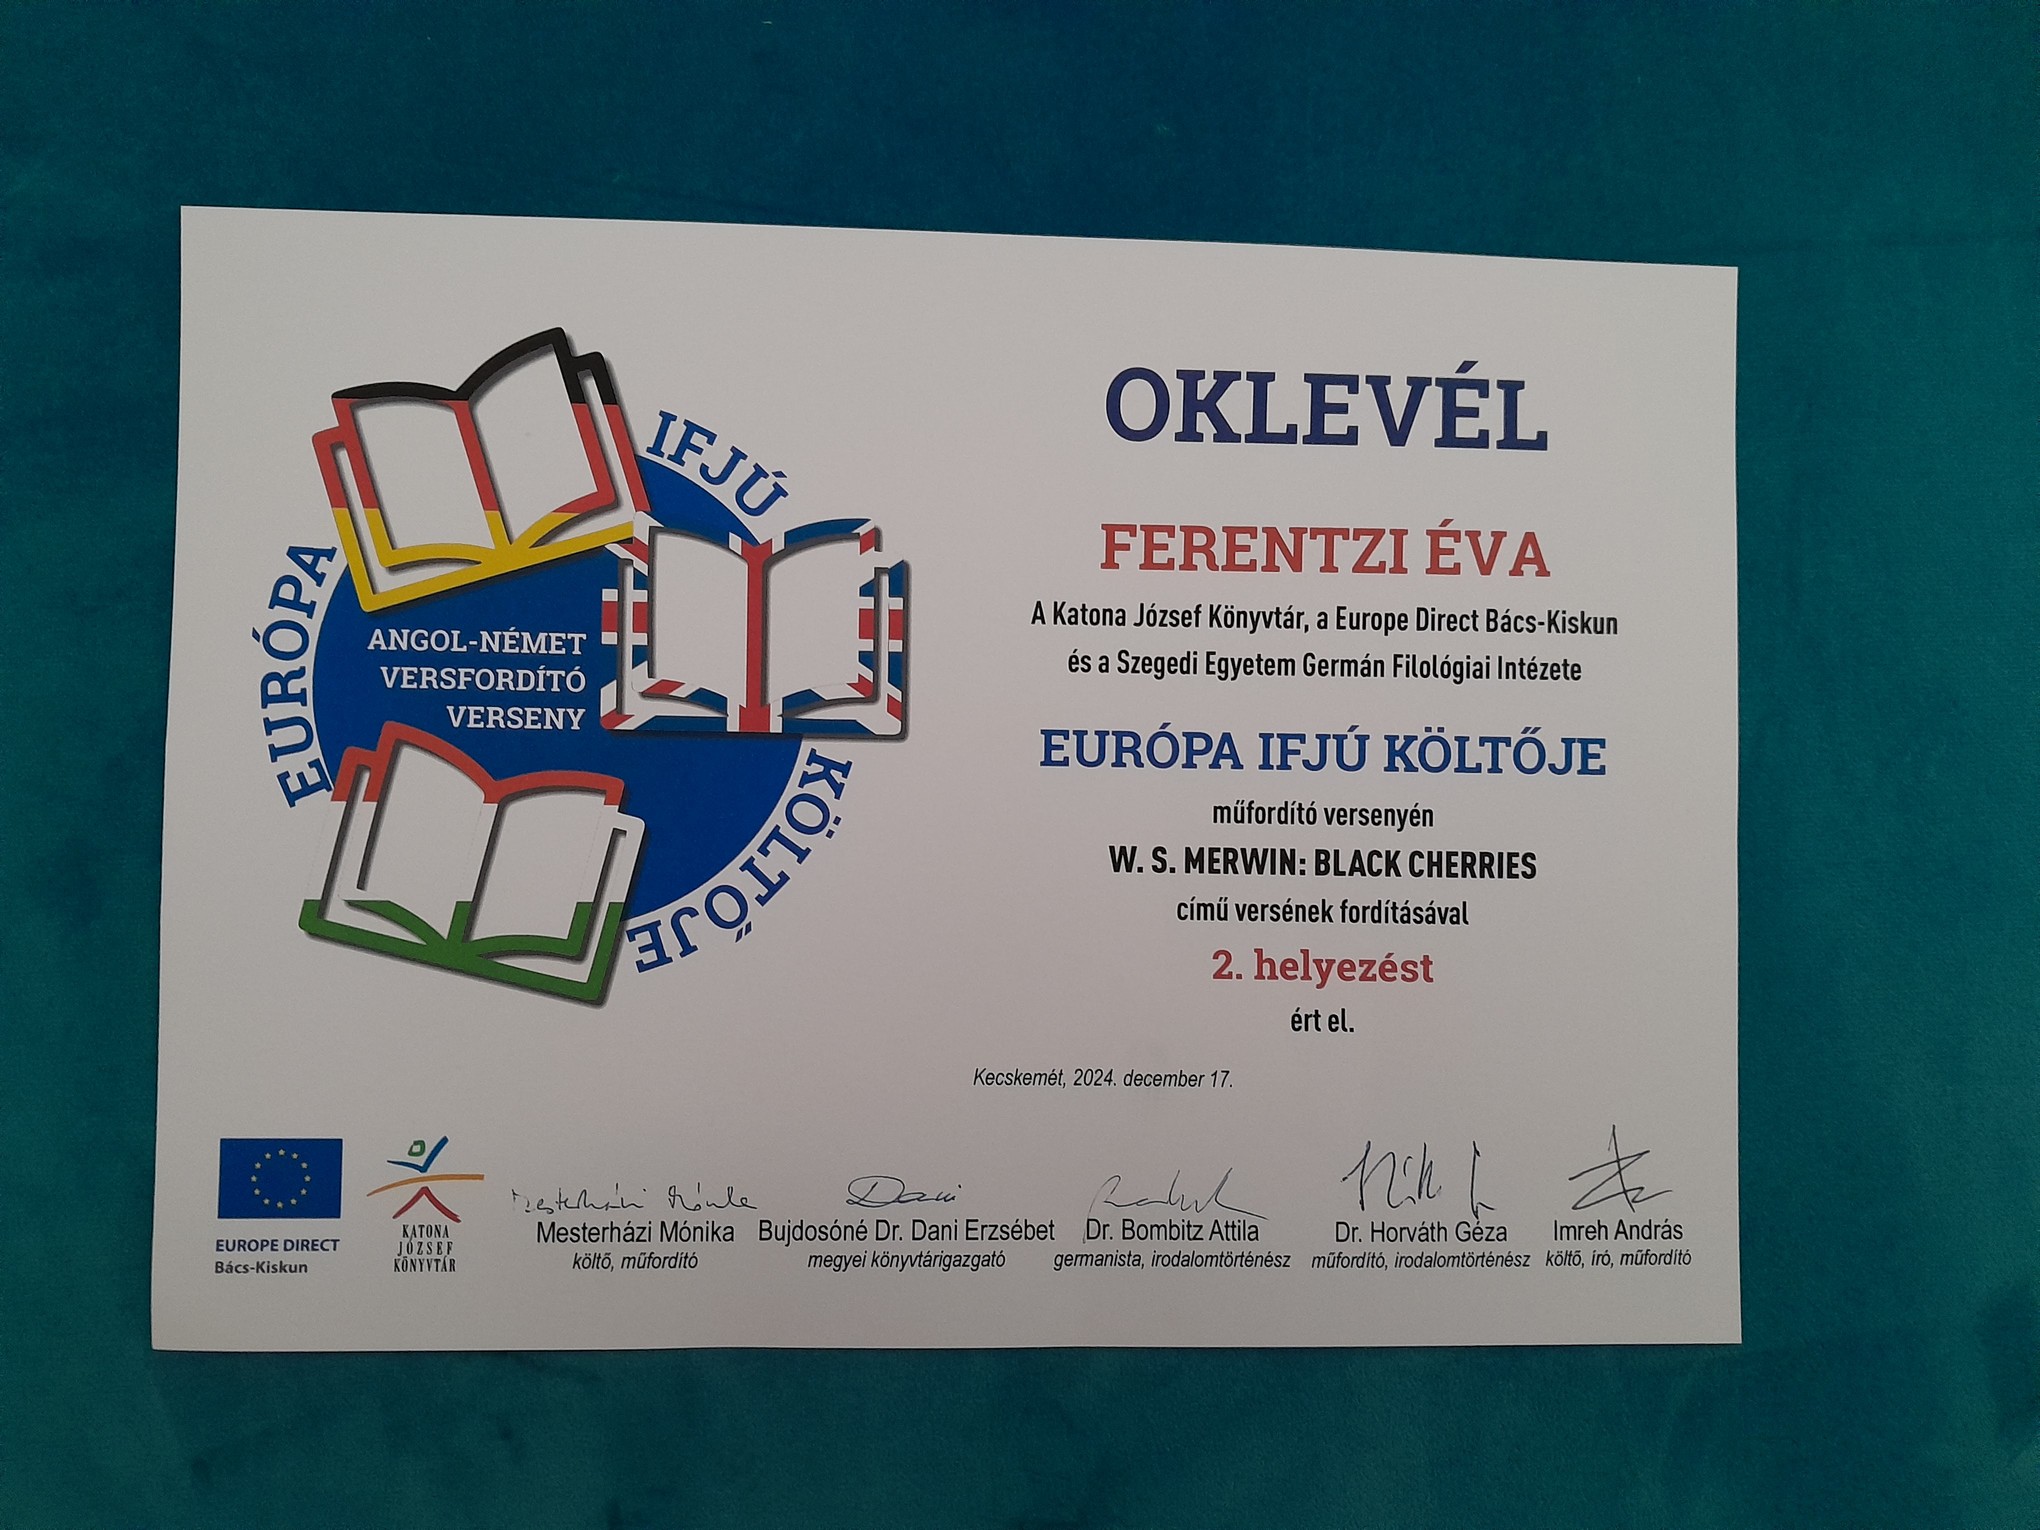 EURÓPA IFJÚ KÖLTŐJE
ANGOL-NÉMET
VERSFORDÍTÓ
VERSENY
OKLEVÉL
FERENTZI ÉVA
A Katona József Könyvtár, a Europe Direct Bács-Kiskun
és a Szegedi Egyetem Germán Filológiai Intézete
EURÓPA IFJÚ KÖLTŐJE
műfordító versenyén
W. S. MERWIN: BLACK CHERRIES
című versének fordításával
2. helyezést
ért el.
Kecskemét, 2024. december 17.
EUROPE DIRECT
Bács-Kiskun
KATONA
JÓZSEF
KÖNYVTÁR
Mesterházi Mónika
költő, műfordító
Dani
Bujdosóné Dr. Dani Erzsébet
megyei könyvtárigazgató
Dr. Bombitz Attila
germanista, irodalomtörténész
Dr. Horváth Géza
műfordító, irodalomtörténész
Imreh András
költő, író, műfordító